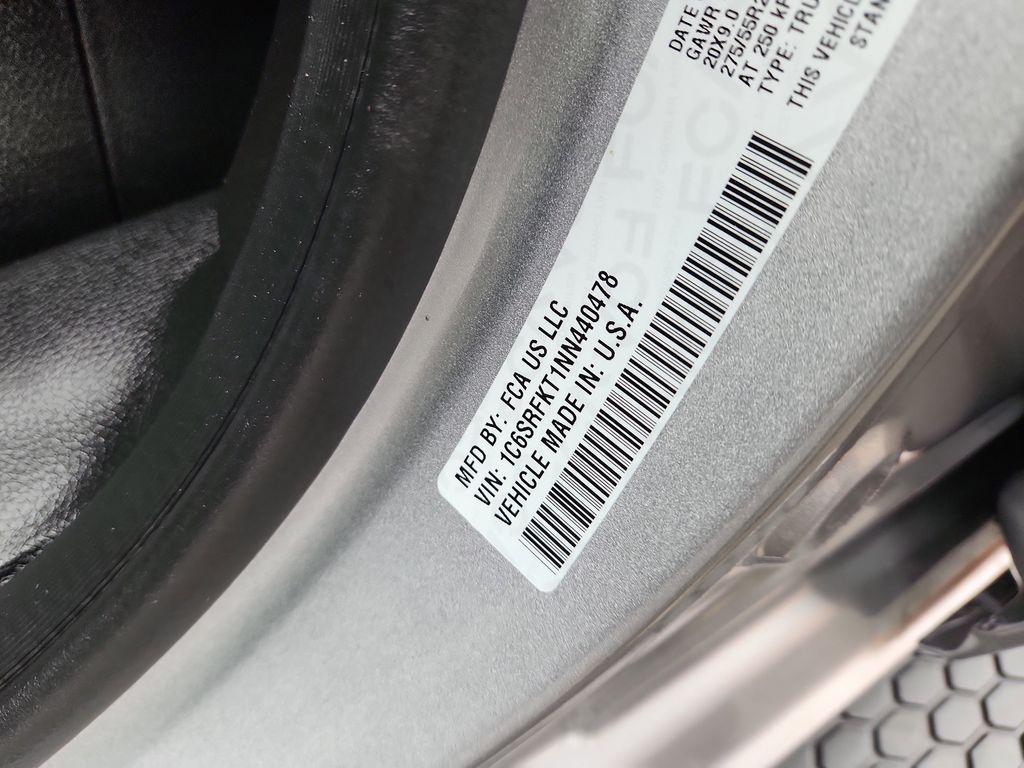 MFD BY: FCA US LLC
VIN: 1C6SRFKT1NN440478
VEHICLE MADE IN: U.S.A.
DATE
GAWR
20X9.0
275/55R2
AT 250 KP
TYPE: TRU
THIS VEHICLE
STAN